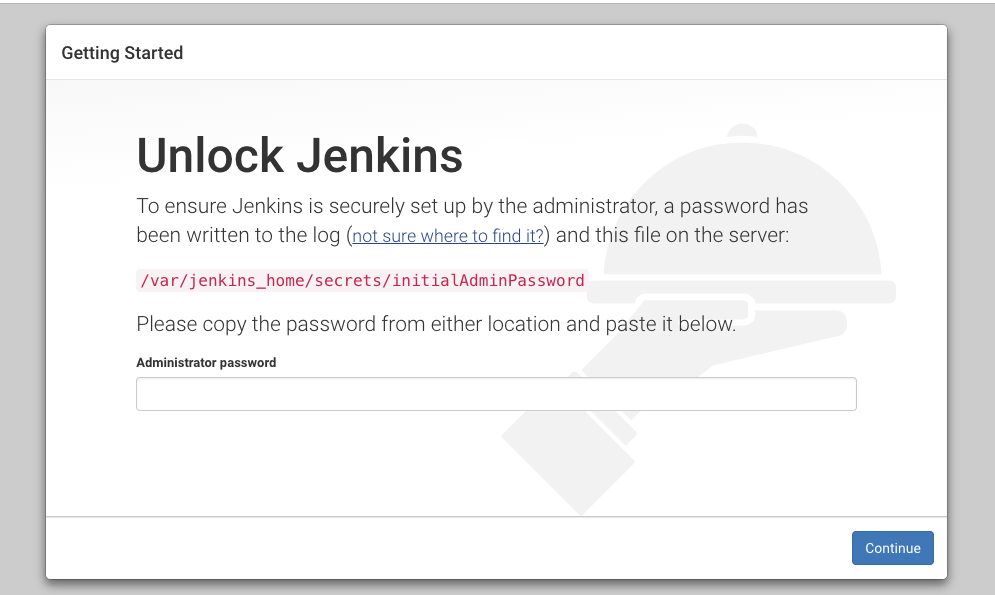 Getting Started
Unlock Jenkins
To ensure Jenkins is securely set up by the administrator, a password has
been written to the log (not sure where to find it?) and this file on the server:
/var/jenkins_home/secrets/initialAdminPassword
Please copy the password from either location and paste it below.
Administrator password
Continue